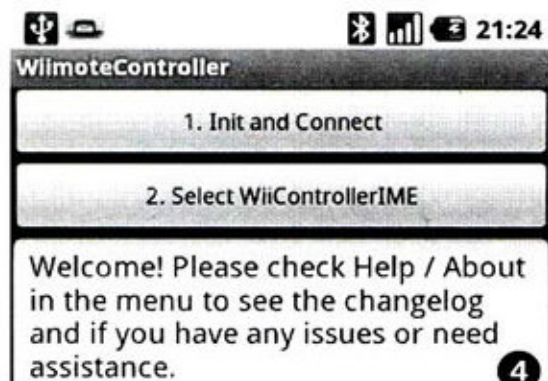 21:24
WiimoteController
1. Init and Connect
2. Select WiiControllerIME
Welcome! Please check Help / About
in the menu to see the changelog
and if you have any issues or need
assistance.
4